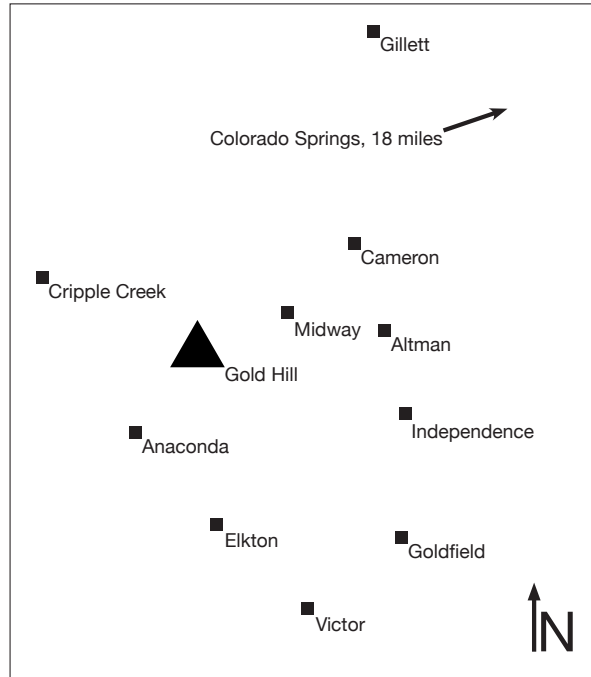 Gillett
Colorado Springs, 18 miles
Cameron
Cripple Creek
Midway
Altman
Gold Hill
Independence
Anaconda
Elkton
Goldfield
Victor
N